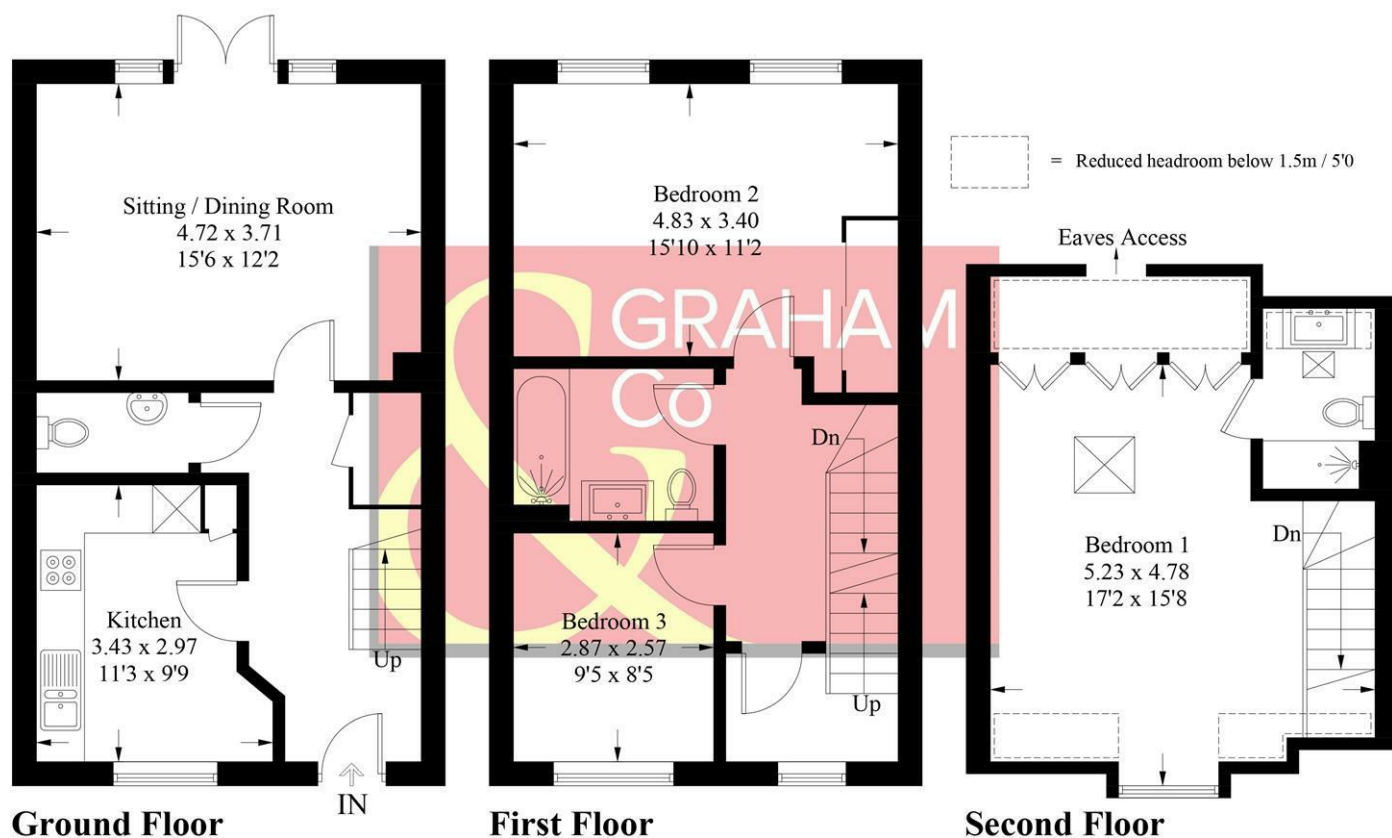 Sitting / Dining Room
4.72 x 3.71
15'6 x 12'2
Kitchen
3.43 x 2.97
11'3 x 9'9
Up
IN
Ground Floor
Bedroom 2
4.83 x 3.40
15'10 x 11'2
& GRAHAM
Co
Dn
Bedroom 3
2.87 x 2.57
9'5 x 8'5
Up
First Floor
= Reduced headroom below 1.5m / 5'0
Eaves Access
Bedroom 1
5.23 x 4.78
17'2 x 15'8
Dn
Second Floor